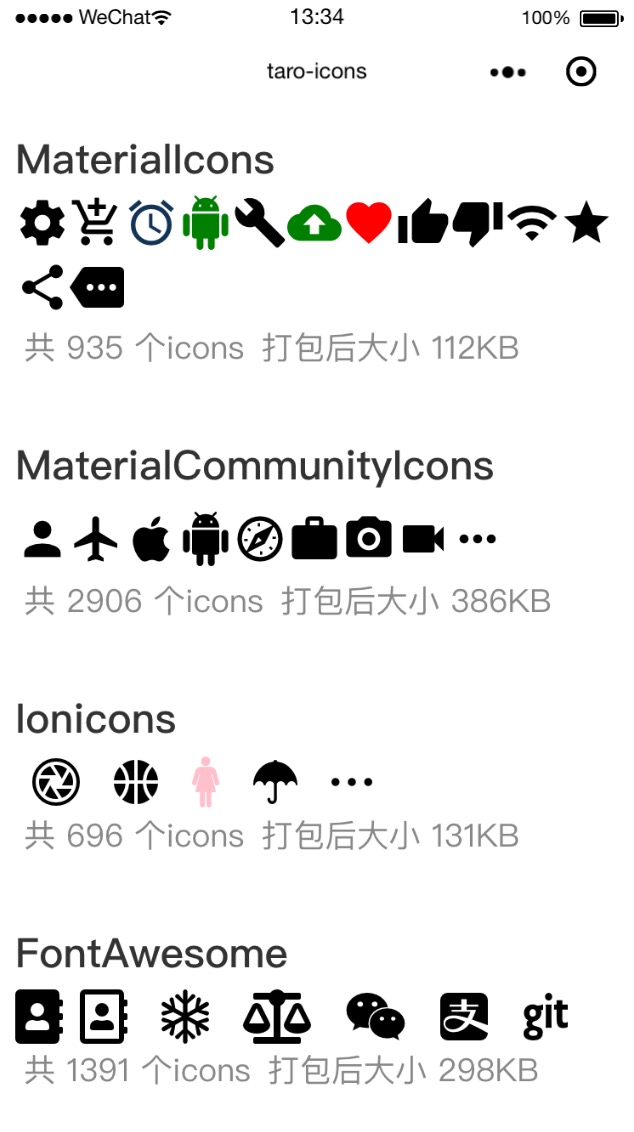 WeChat 13:34 100%
taro-icons
MaterialIcons
共 935 个icons 打包后大小 112KB
MaterialCommunityIcons
共 2906 个icons 打包后大小 386KB
Ionicons
共 696 个icons 打包后大小 131KB
FontAwesome
支 git
共 1391 个icons 打包后大小 298KB